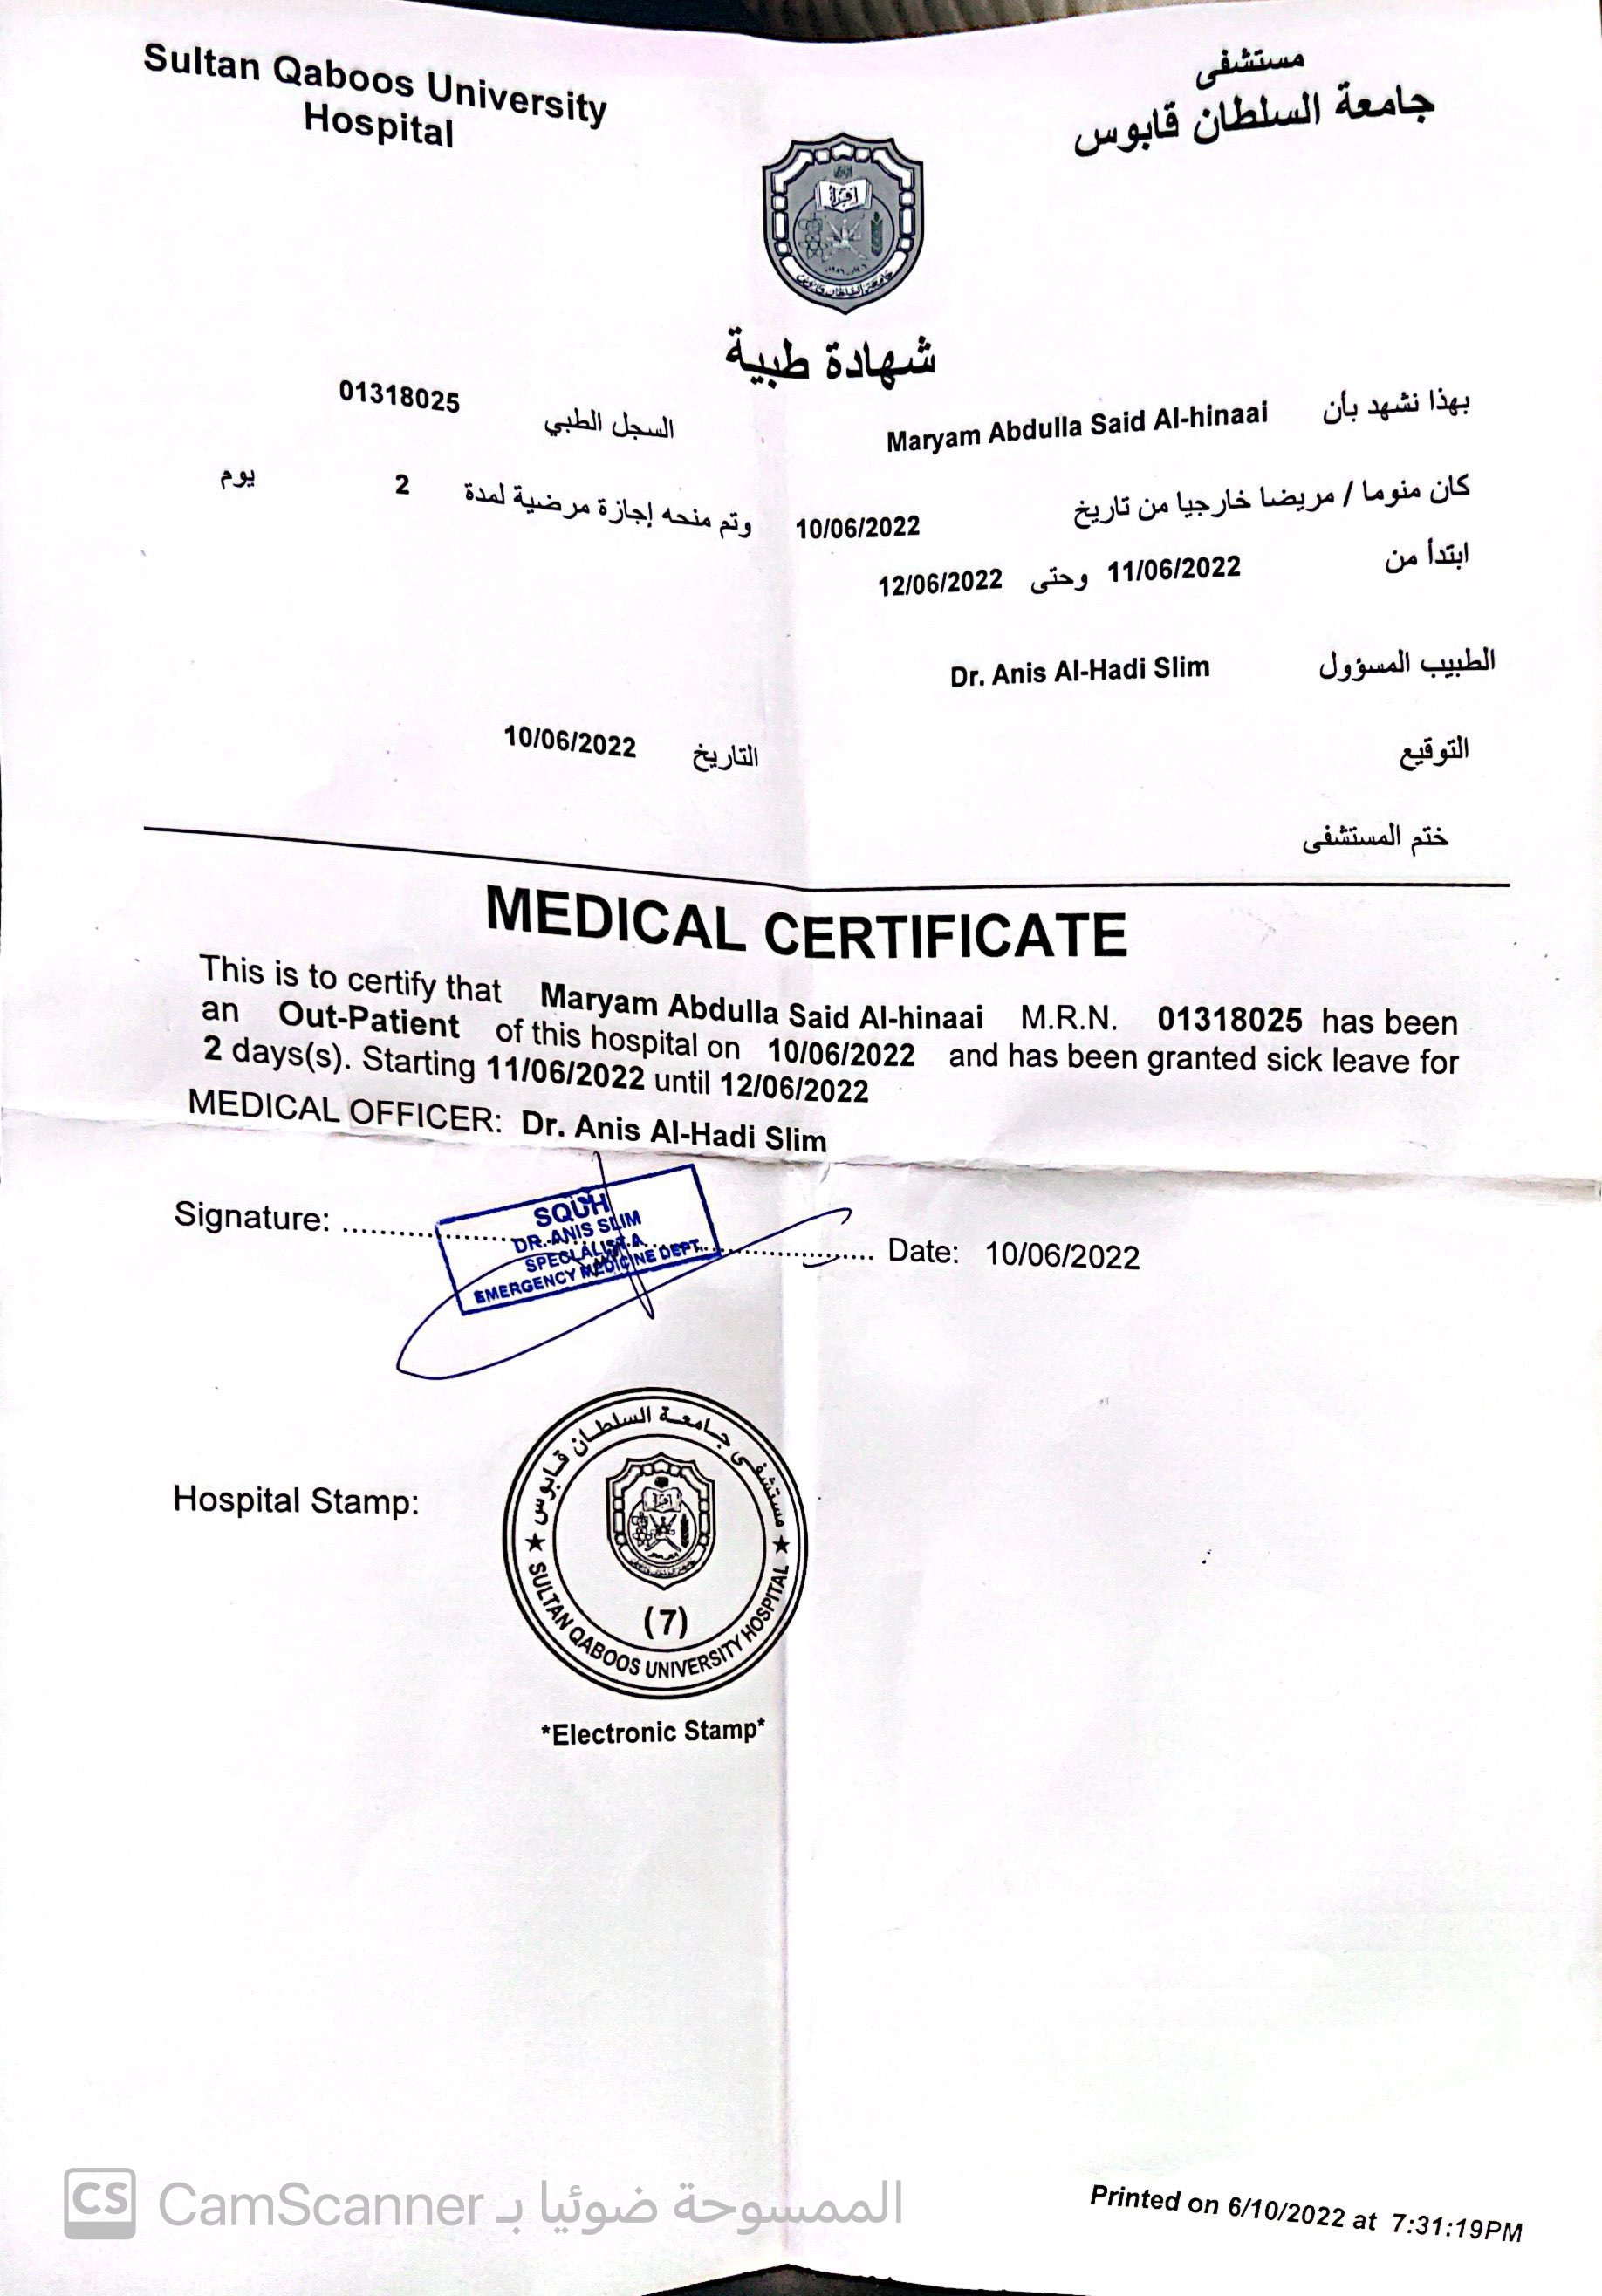 Sultan Qaboos University
Hospital
مستشفى
جامعة السلطان قابوس
اقرأ
جامعة السلطان قابوس
شهادة طبية
بهذا نشهد بأن Maryam Abdulla Said Al-hinaai السجل الطبي 01318025
كان منوما / مريضا خارجيا من تاريخ 10/06/2022 وتم منحه إجازة مرضية لمدة 2 يوم
ابتدأ من 11/06/2022 وحتى 12/06/2022
الطبيب المسؤول Dr. Anis Al-Hadi Slim
التوقيع التاريخ 10/06/2022
ختم المستشفى
MEDICAL CERTIFICATE
This is to certify that Maryam Abdulla Said Al-hinaai M.R.N. 01318025 has been
an Out-Patient of this hospital on 10/06/2022 and has been granted sick leave for
2 days(s). Starting 11/06/2022 until 12/06/2022
MEDICAL OFFICER: Dr. Anis Al-Hadi Slim
Signature: ........................ Date: 10/06/2022
SQUH
DR. ANIS SLIM
SPECIALIST.A
EMERGENCY MEDICINE DEPT.
Hospital Stamp:
مستشفى جامعة السلطان قابوس
(7)
SULTAN QABOOS UNIVERSITY HOSPITAL
*Electronic Stamp*
CS الممسوحة ضوئيا بـ CamScanner
Printed on 6/10/2022 at 7:31:19PM